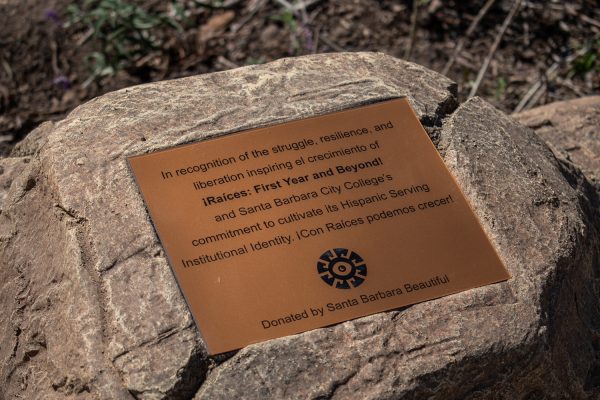 In recognition of the struggle, resilience, and
liberation inspiring el crecimiento of
¡Raíces: First Year and Beyond!
and Santa Barbara City College's
commitment to cultivate its Hispanic Serving
Institutional Identity. ¡Con Raíces podemos crecer!
Donated by Santa Barbara Beautiful